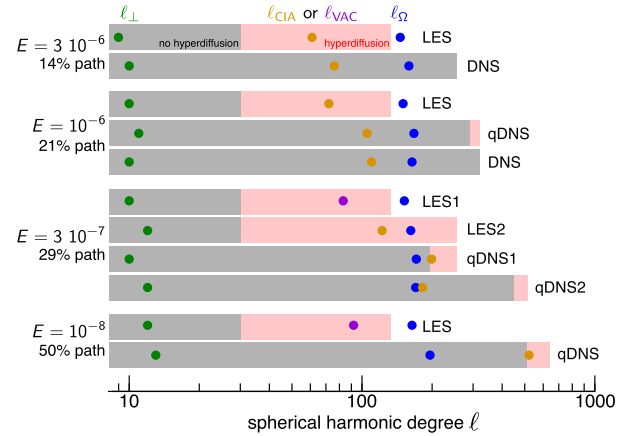 ℓ⊥ ℓCIA or ℓVAC ℓΩ
E = 3 10⁻⁶
14% path
no hyperdiffusion hyperdiffusion LES
DNS
E = 10⁻⁶
21% path
LES
qDNS
DNS
E = 3 10⁻⁷
29% path
LES1
LES2
qDNS1
qDNS2
E = 10⁻⁸
50% path
LES
qDNS
10 100 1000
spherical harmonic degree ℓ